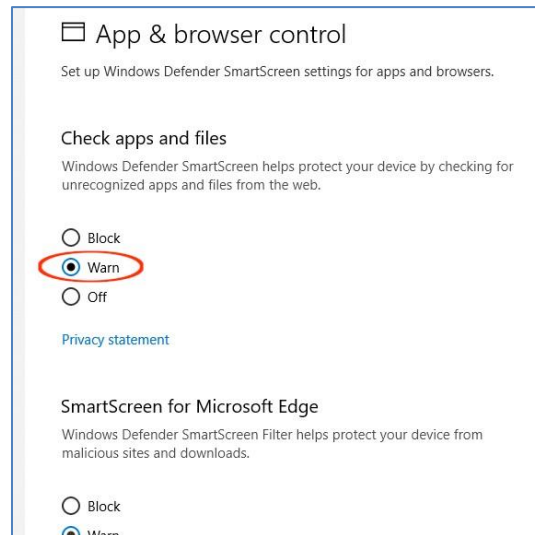 App & browser control
Set up Windows Defender SmartScreen settings for apps and browsers.
Check apps and files
Windows Defender SmartScreen helps protect your device by checking for
unrecognized apps and files from the web.
Block
Warn
Off
Privacy statement
SmartScreen for Microsoft Edge
Windows Defender SmartScreen Filter helps protect your device from
malicious sites and downloads.
Block
Warn